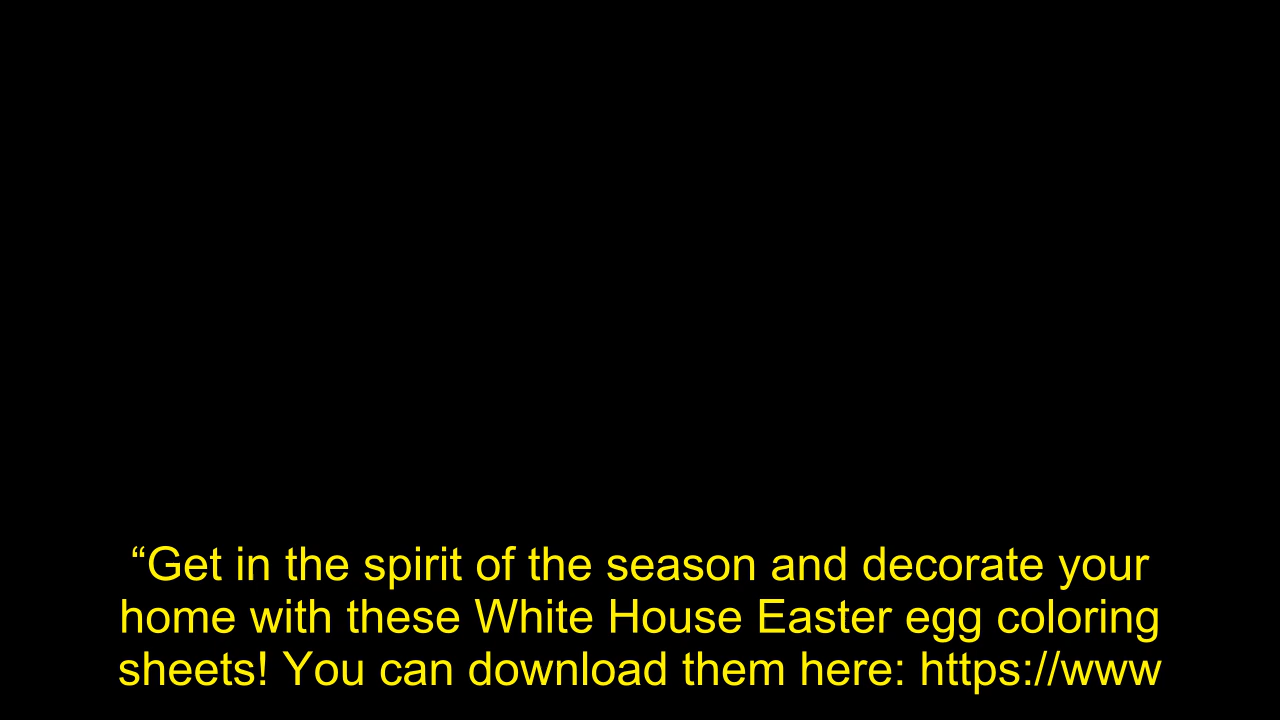 “Get in the spirit of the season and decorate your
home with these White House Easter egg coloring
sheets! You can download them here: https://www